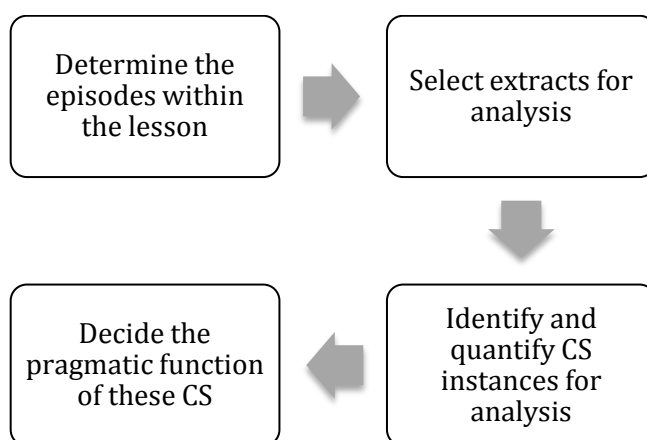 Determine the
episodes within
the lesson
Select extracts for
analysis
Identify and
quantify CS
instances for
analysis
Decide the
pragmatic function
of these CS